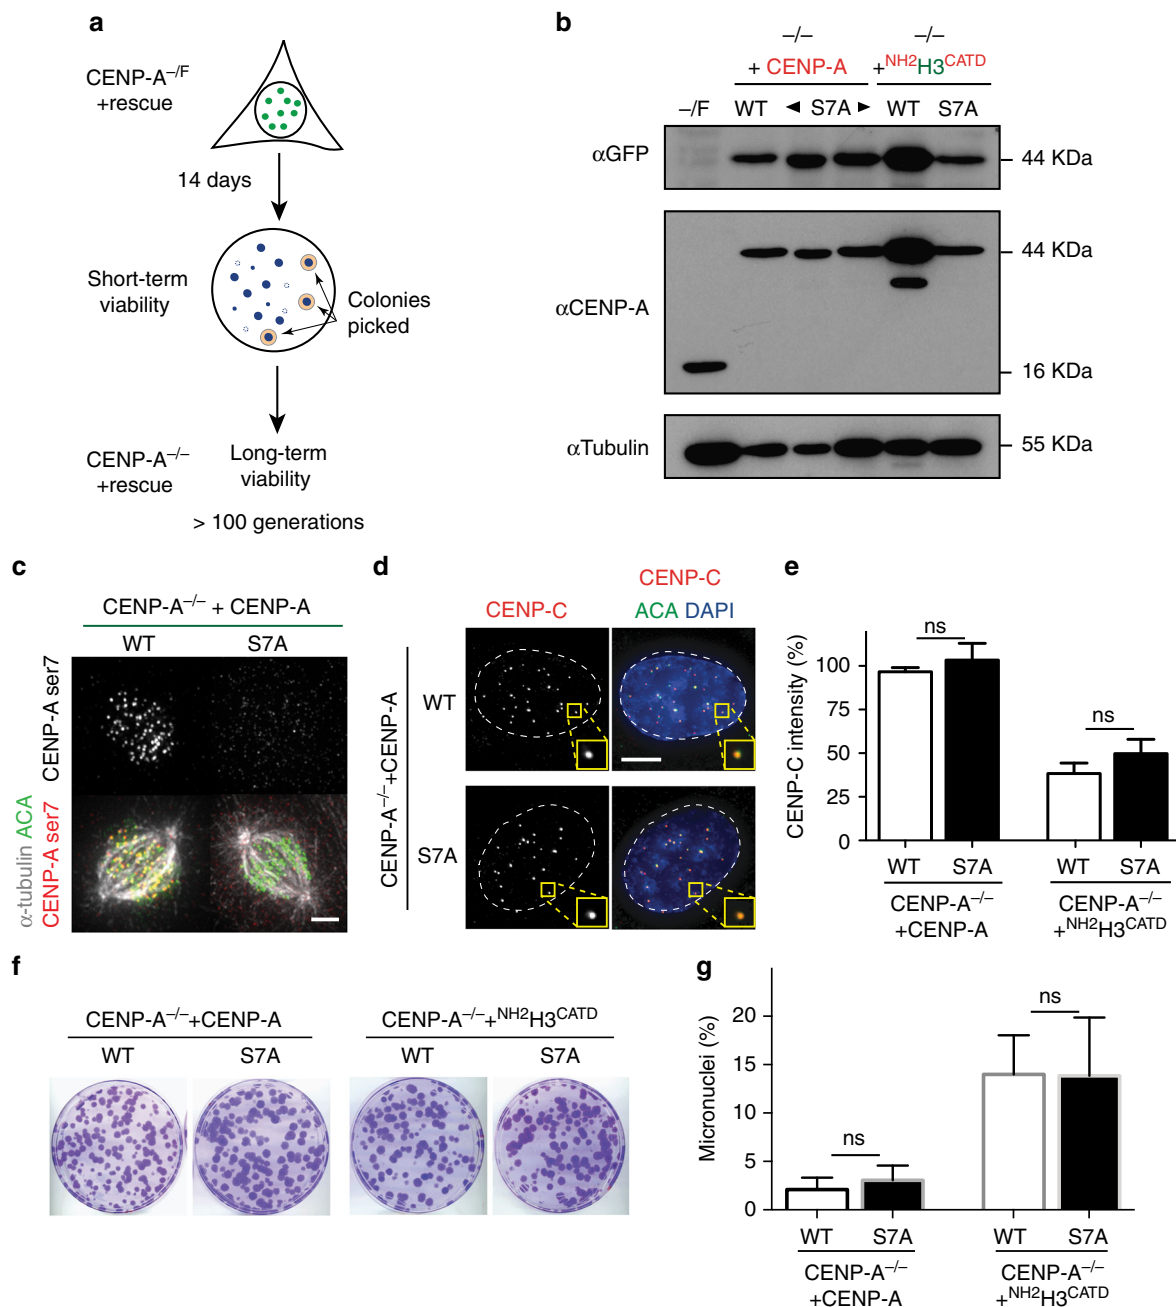 a
CENP-A–/F
+rescue
14 days
Short-term
viability
Colonies
picked
CENP-A–/–
+rescue
Long-term
viability
> 100 generations
b
–/– –/–
+ CENP-A +NH2H3CATD
–/F WT ◄ S7A ► WT S7A
αGFP 44 KDa
αCENP-A 44 KDa
16 KDa
αTubulin 55 KDa
c
CENP-A–/– + CENP-A
WT S7A
CENP-A ser7
α-tubulin ACA
CENP-A ser7
d
CENP-C
CENP-C ACA DAPI
CENP-A–/–+CENP-A
WT
S7A
e
CENP-C intensity (%)
100
75
50
25
0
ns ns
WT S7A WT S7A
CENP-A–/– CENP-A–/–
+CENP-A +NH2H3CATD
f
CENP-A–/–+CENP-A CENP-A–/–+NH2H3CATD
WT S7A WT S7A
g
Micronuclei (%)
20
15
10
5
0
ns ns
WT S7A WT S7A
CENP-A–/– CENP-A–/–
+CENP-A +NH2H3CATD